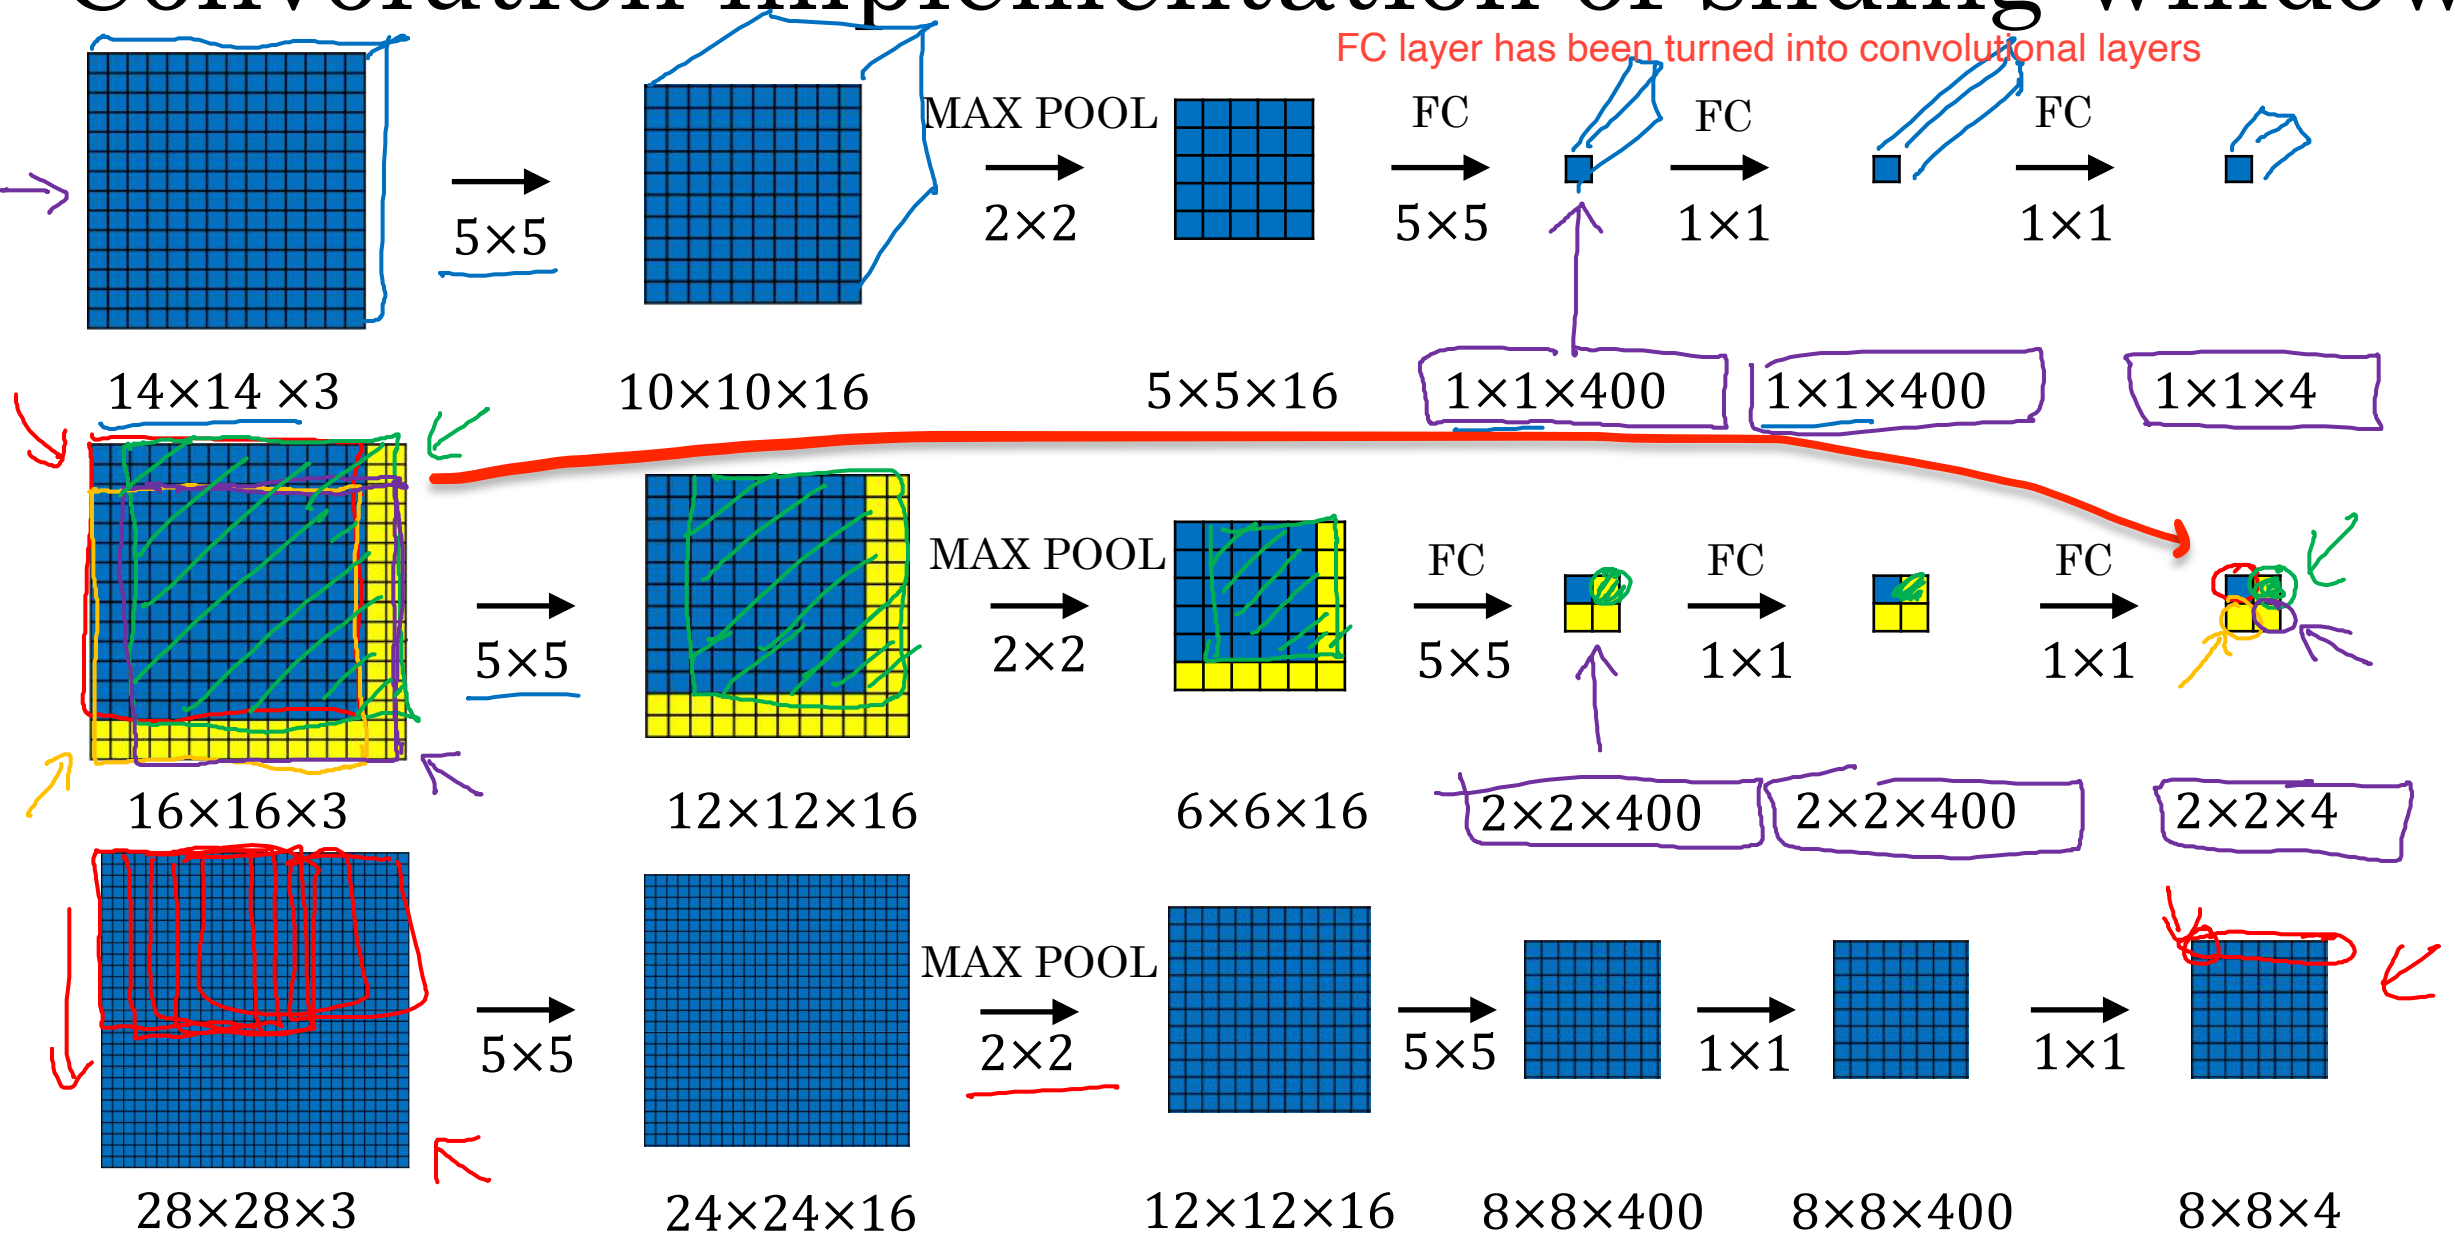 Convolution implementation of sliding window
FC layer has been turned into convolutional layers
MAX POOL FC FC FC
5×5 2×2 5×5 1×1 1×1
14×14 ×3 10×10×16 5×5×16 1×1×400 1×1×400 1×1×4
MAX POOL FC FC FC
5×5 2×2 5×5 1×1 1×1
16×16×3 12×12×16 6×6×16 2×2×400 2×2×400 2×2×4
MAX POOL
5×5 2×2 5×5 1×1 1×1
28×28×3 24×24×16 12×12×16 8×8×400 8×8×400 8×8×4